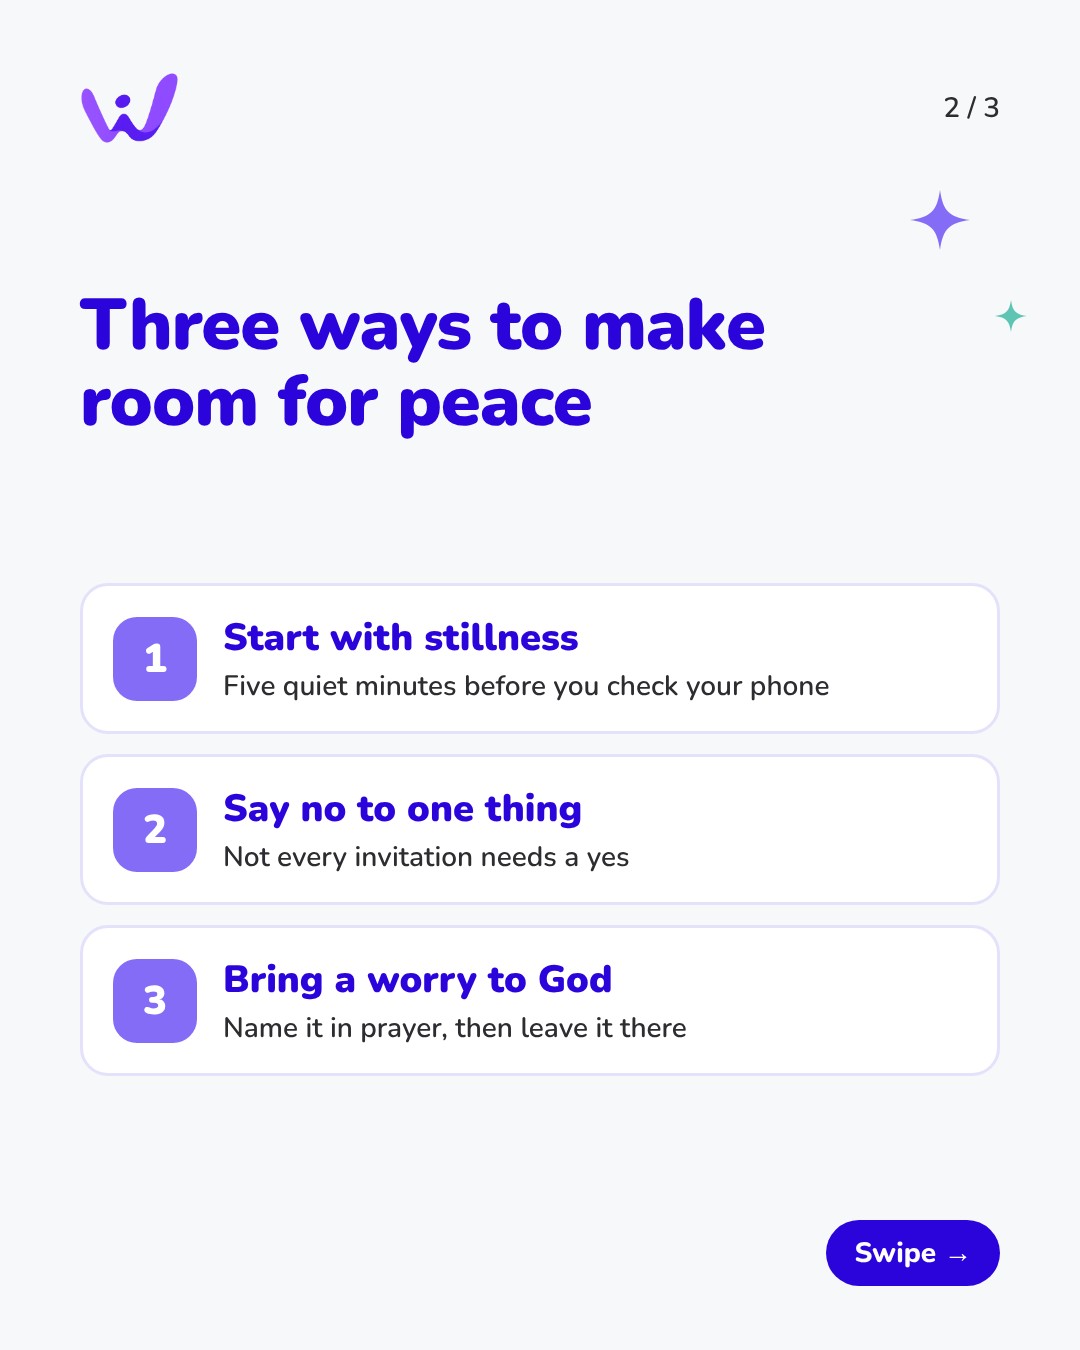 2 / 3
Three ways to make
room for peace
1
Start with stillness
Five quiet minutes before you check your phone
2
Say no to one thing
Not every invitation needs a yes
3
Bring a worry to God
Name it in prayer, then leave it there
Swipe →